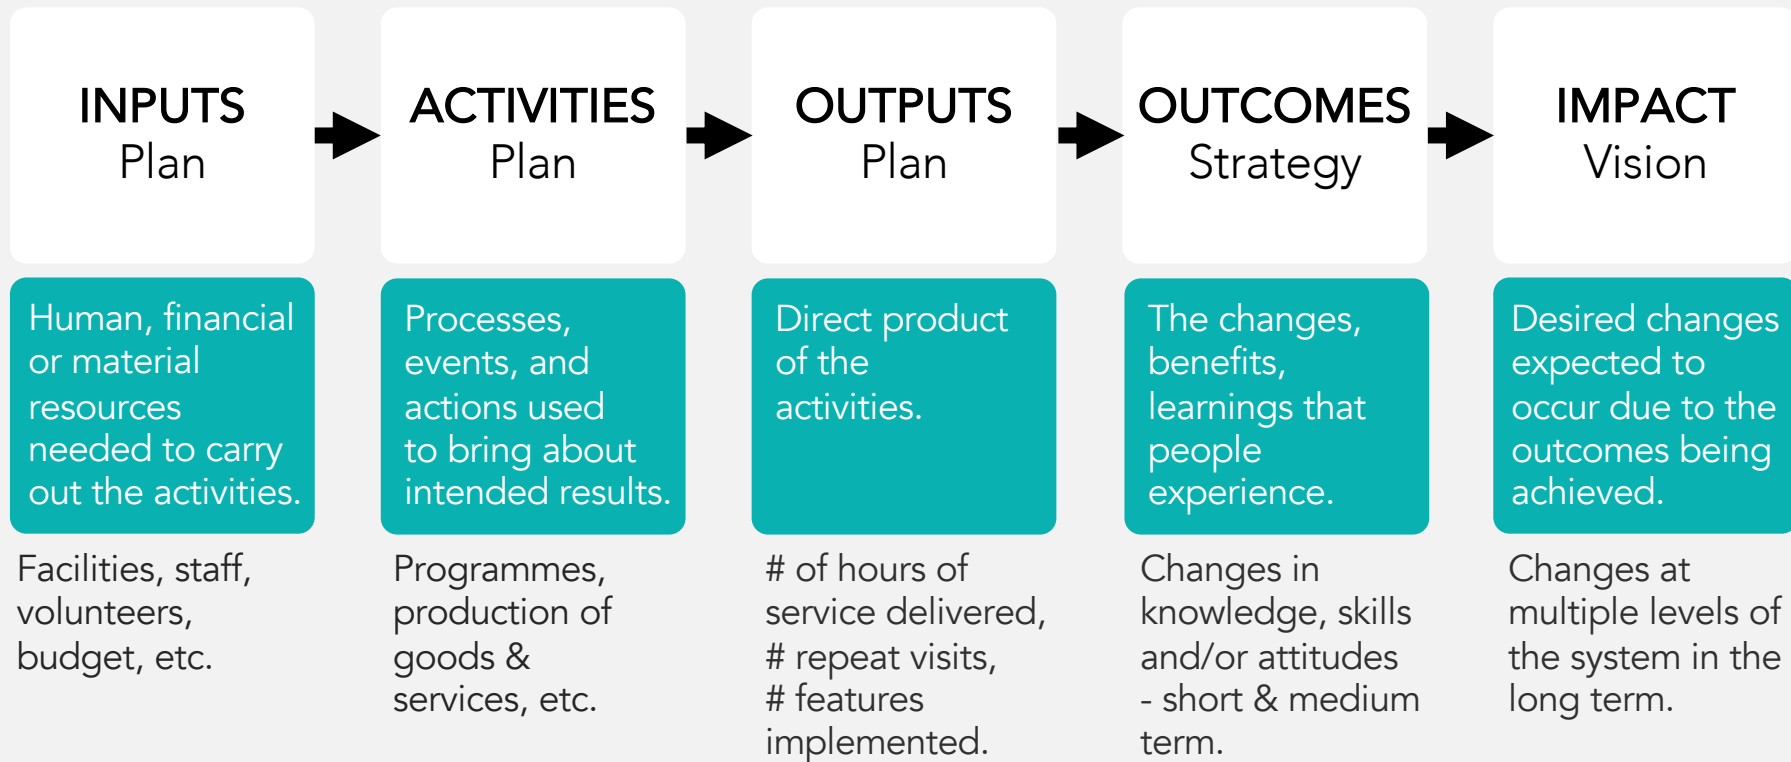 INPUTS
Plan
ACTIVITIES
Plan
OUTPUTS
Plan
OUTCOMES
Strategy
IMPACT
Vision
Human, financial
or material
resources
needed to carry
out the activities.
Processes,
events, and
actions used
to bring about
intended results.
Direct product
of the
activities.
The changes,
benefits,
learnings that
people
experience.
Desired changes
expected to
occur due to the
outcomes being
achieved.
Facilities, staff,
volunteers,
budget, etc.
Programmes,
production of
goods &
services, etc.
# of hours of
service delivered,
# repeat visits,
# features
implemented.
Changes in
knowledge, skills
and/or attitudes
- short & medium
term.
Changes at
multiple levels of
the system in the
long term.